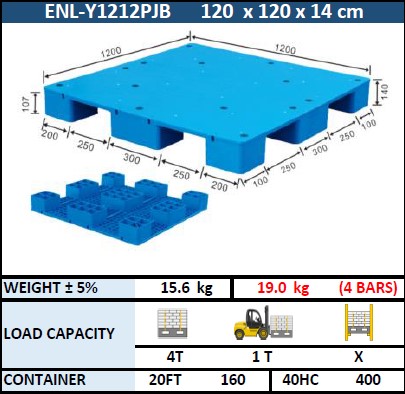 ENL-Y1212PJB 120 x 120 x 14 cm
1200
1200
107
140
200
250
300
250
200
100
250
300
250
100
WEIGHT ± 5% 15.6 kg 19.0 kg (4 BARS)
LOAD CAPACITY
4T 1 T X
CONTAINER 20FT 160 40HC 400